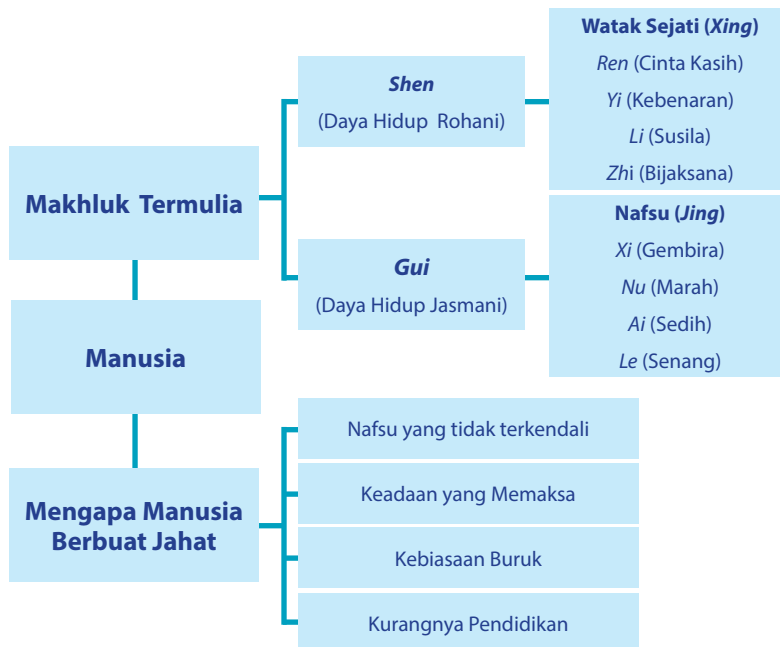 Makhluk Termulia
Shen
(Daya Hidup Rohani)
Watak Sejati (Xing)
Ren (Cinta Kasih)
Yi (Kebenaran)
Li (Susila)
Zhi (Bijaksana)
Gui
(Daya Hidup Jasmani)
Nafsu (Jing)
Xi (Gembira)
Nu (Marah)
Ai (Sedih)
Le (Senang)
Manusia
Mengapa Manusia
Berbuat Jahat
Nafsu yang tidak terkendali
Keadaan yang Memaksa
Kebiasaan Buruk
Kurangnya Pendidikan